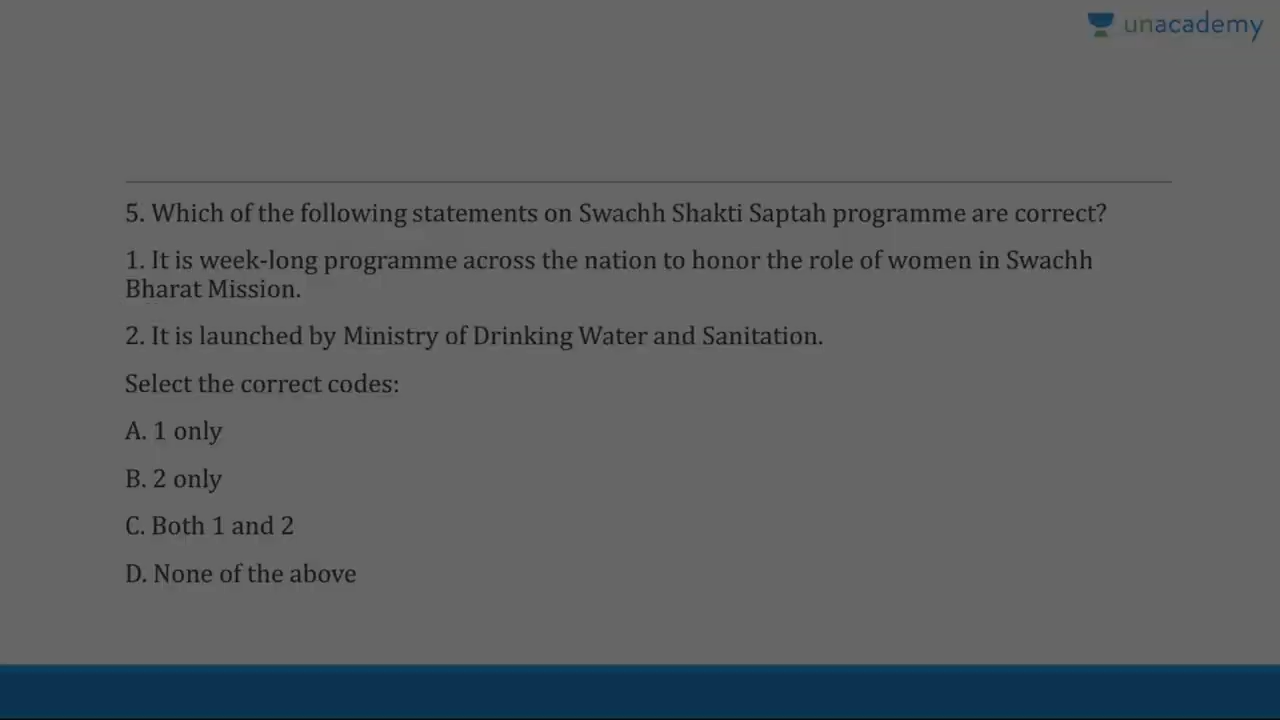 unacademy
5. Which of the following statements on Swachh Shakti Saptah programme are correct?
1. It is week-long programme across the nation to honor the role of women in Swachh
Bharat Mission.
2. It is launched by Ministry of Drinking Water and Sanitation.
Select the correct codes:
A. 1 only
B. 2 only
C. Both 1 and 2
D. None of the above